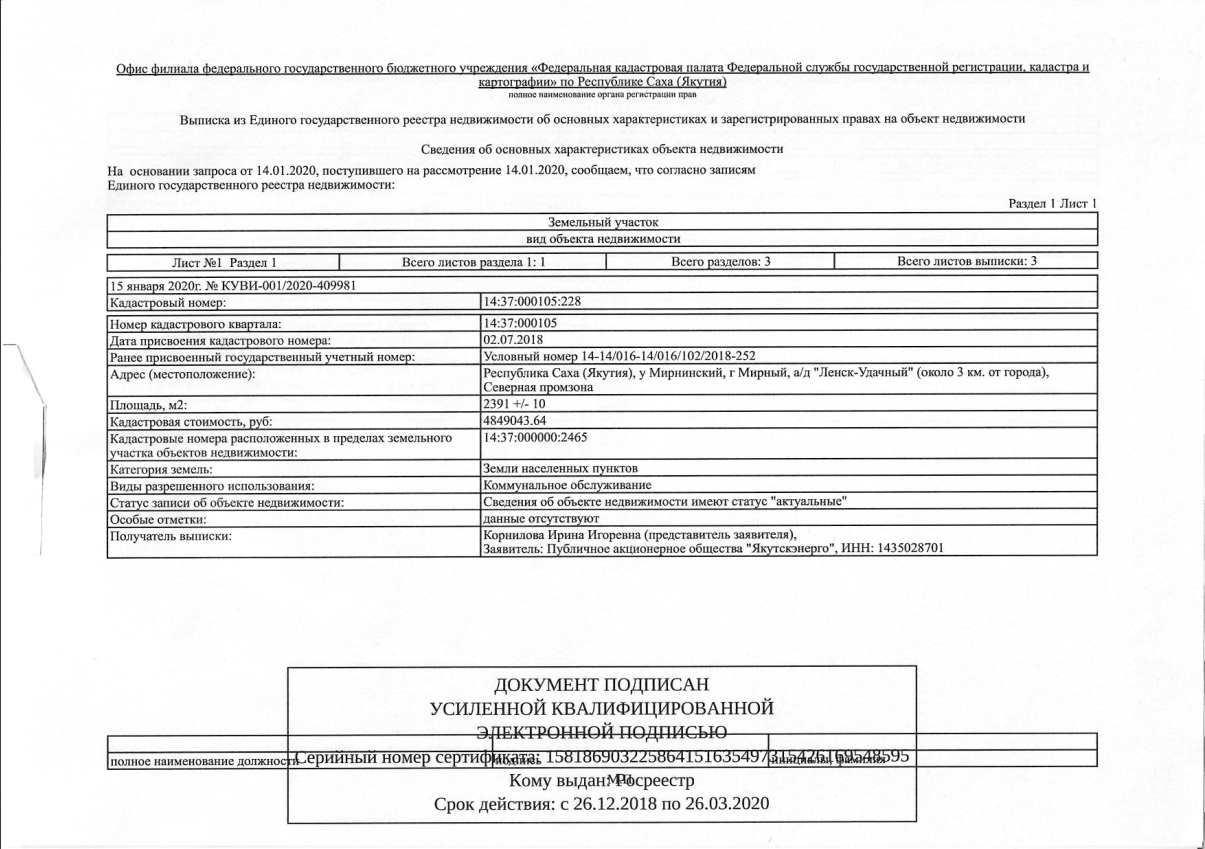 Офис филиала федерального государственного бюджетного учреждения «Федеральная кадастровая палата Федеральной службы государственной регистрации, кадастра и
картографии» по Республике Саха (Якутия)
полное наименование органа регистрации прав
Выписка из Единого государственного реестра недвижимости об основных характеристиках и зарегистрированных правах на объект недвижимости
Сведения об основных характеристиках объекта недвижимости
На основании запроса от 14.01.2020, поступившего на рассмотрение 14.01.2020, сообщаем, что согласно записям
Единого государственного реестра недвижимости:
Раздел 1 Лист 1
Земельный участок
вид объекта недвижимости
Лист №1 Раздел 1 Всего листов раздела 1: 1 Всего разделов: 3 Всего листов выписки: 3
15 января 2020г. № КУВИ-001/2020-409981
Кадастровый номер: 14:37:000105:228
Номер кадастрового квартала: 14:37:000105
Дата присвоения кадастрового номера: 02.07.2018
Ранее присвоенный государственный учетный номер: Условный номер 14-14/016-14/016/102/2018-252
Адрес (местоположение): Республика Саха (Якутия), у Мирнинский, г Мирный, а/д "Ленск-Удачный" (около 3 км. от города),
Северная промзона
Площадь, м2: 2391 +/- 10
Кадастровая стоимость, руб: 4849043.64
Кадастровые номера расположенных в пределах земельного 14:37:000000:2465
участка объектов недвижимости:
Категория земель: Земли населенных пунктов
Виды разрешенного использования: Коммунальное обслуживание
Статус записи об объекте недвижимости: Сведения об объекте недвижимости имеют статус "актуальные"
Особые отметки: данные отсутствуют
Получатель выписки: Корнилова Ирина Игоревна (представитель заявителя),
Заявитель: Публичное акционерное общества "Якутскэнерго", ИНН: 1435028701
ДОКУМЕНТ ПОДПИСАН
УСИЛЕННОЙ КВАЛИФИЦИРОВАННОЙ
ЭЛЕКТРОННОЙ ПОДПИСЬЮ
Серийный номер сертификата:
полное наименование должности подпись инициалы, фамилия
Кому выдан: Росреестр
М.П.
Срок действия: с 26.12.2018 по 26.03.2020